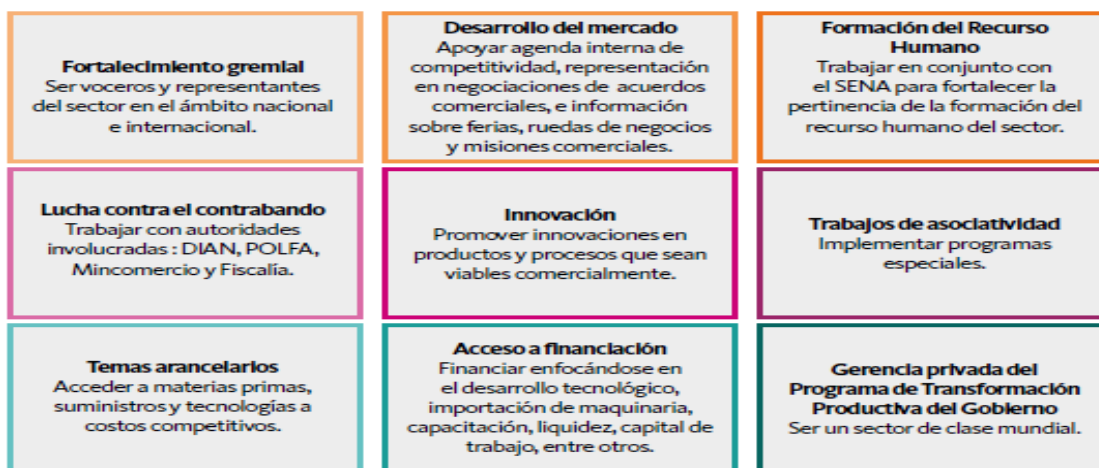 Fortalecimiento gremial
Ser voceros y representantes
del sector en el ámbito nacional
e internacional.
Desarrollo del mercado
Apoyar agenda interna de
competitividad, representación
en negociaciones de acuerdos
comerciales, e información
sobre ferias, ruedas de negocios
y misiones comerciales.
Formación del Recurso
Humano
Trabajar en conjunto con
el SENA para fortalecer la
pertinencia de la formación del
recurso humano del sector.
Lucha contra el contrabando
Trabajar con autoridades
involucradas : DIAN, POLFA,
Mincomercio y Fiscalía.
Innovación
Promover innovaciones en
productos y procesos que sean
viables comercialmente.
Trabajos de asociatividad
Implementar programas
especiales.
Temas arancelarios
Acceder a materias primas,
suministros y tecnologías a
costos competitivos.
Acceso a financiación
Financiar enfocándose en
el desarrollo tecnológico,
importación de maquinaria,
capacitación, liquidez, capital de
trabajo, entre otros.
Gerencia privada del
Programa de Transformación
Productiva del Gobierno
Ser un sector de clase mundial.